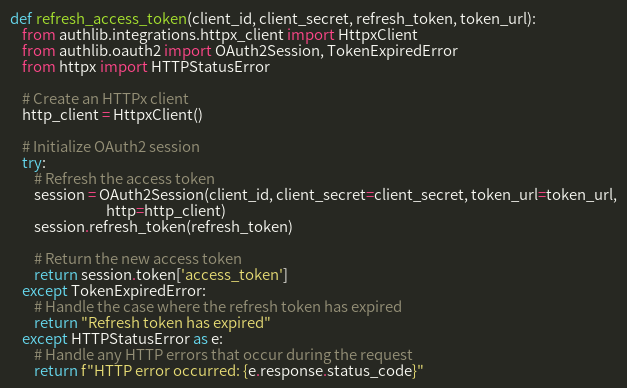 def refresh_access_token(client_id, client_secret, refresh_token, token_url):
    from authlib.integrations.httpx_client import HttpxClient
    from authlib.oauth2 import OAuth2Session, TokenExpiredError
    from httpx import HTTPStatusError

    # Create an HTTPx client
    http_client = HttpxClient()

    # Initialize OAuth2 session
    try:
        # Refresh the access token
        session = OAuth2Session(client_id, client_secret=client_secret, token_url=token_url,
                                http=http_client)
        session.refresh_token(refresh_token)

        # Return the new access token
        return session.token['access_token']
    except TokenExpiredError:
        # Handle the case where the refresh token has expired
        return "Refresh token has expired"
    except HTTPStatusError as e:
        # Handle any HTTP errors that occur during the request
        return f"HTTP error occurred: {e.response.status_code}"